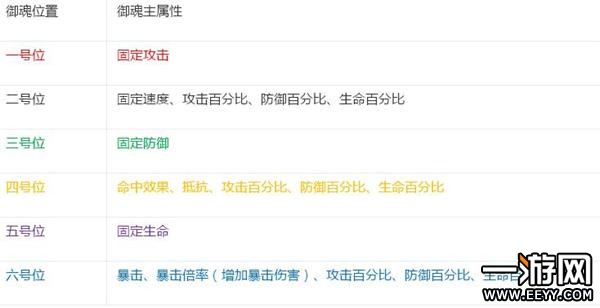 御魂位置 御魂主属性
一号位 固定攻击
二号位 固定速度、攻击百分比、防御百分比、生命百分比
三号位 固定防御
四号位 命中效果、抵抗、攻击百分比、防御百分比、生命百分比
五号位 固定生命
六号位 暴击、暴击倍率（增加暴击伤害）、攻击百分比、防御百分比、生命百
一游网
WWW.EEYY.COM